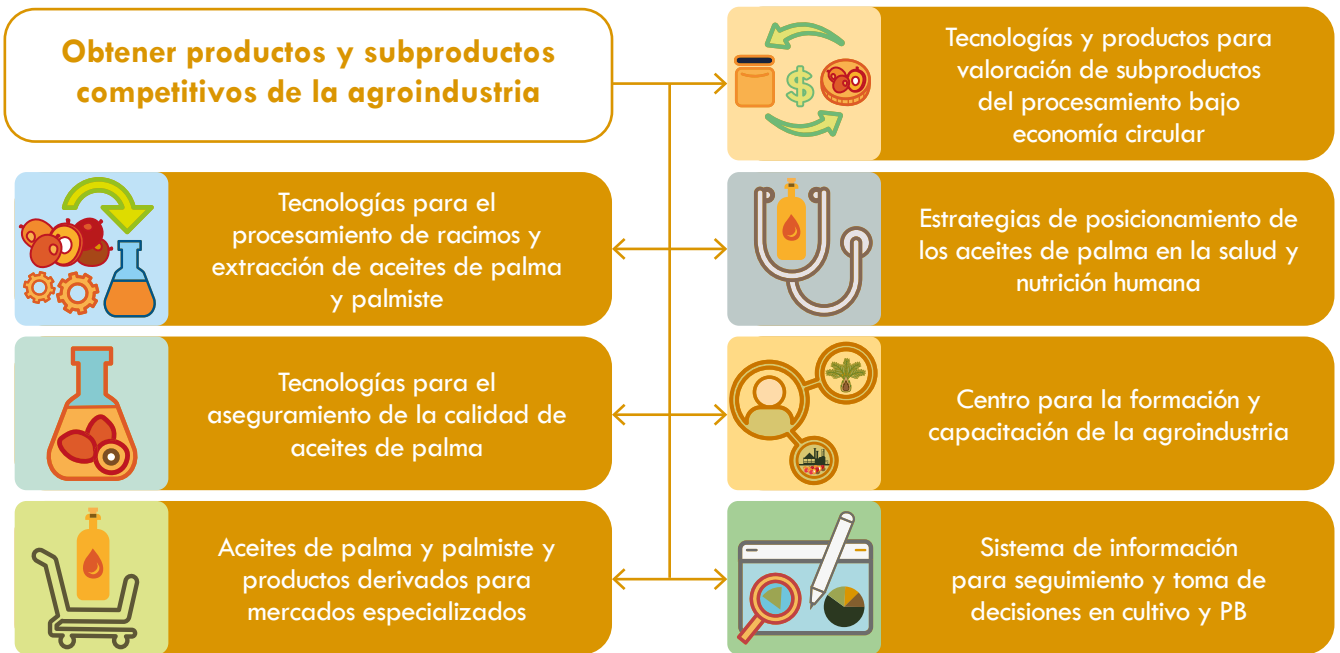 Obtener productos y subproductos
competitivos de la agroindustria
Tecnologías para el
procesamiento de racimos y
extracción de aceites de palma
y palmiste
Tecnologías para el
aseguramiento de la calidad de
aceites de palma
Aceites de palma y palmiste y
productos derivados para
mercados especializados
Tecnologías y productos para
valoración de subproductos
del procesamiento bajo
economía circular
Estrategias de posicionamiento de
los aceites de palma en la salud y
nutrición humana
Centro para la formación y
capacitación de la agroindustria
Sistema de información
para seguimiento y toma de
decisiones en cultivo y PB